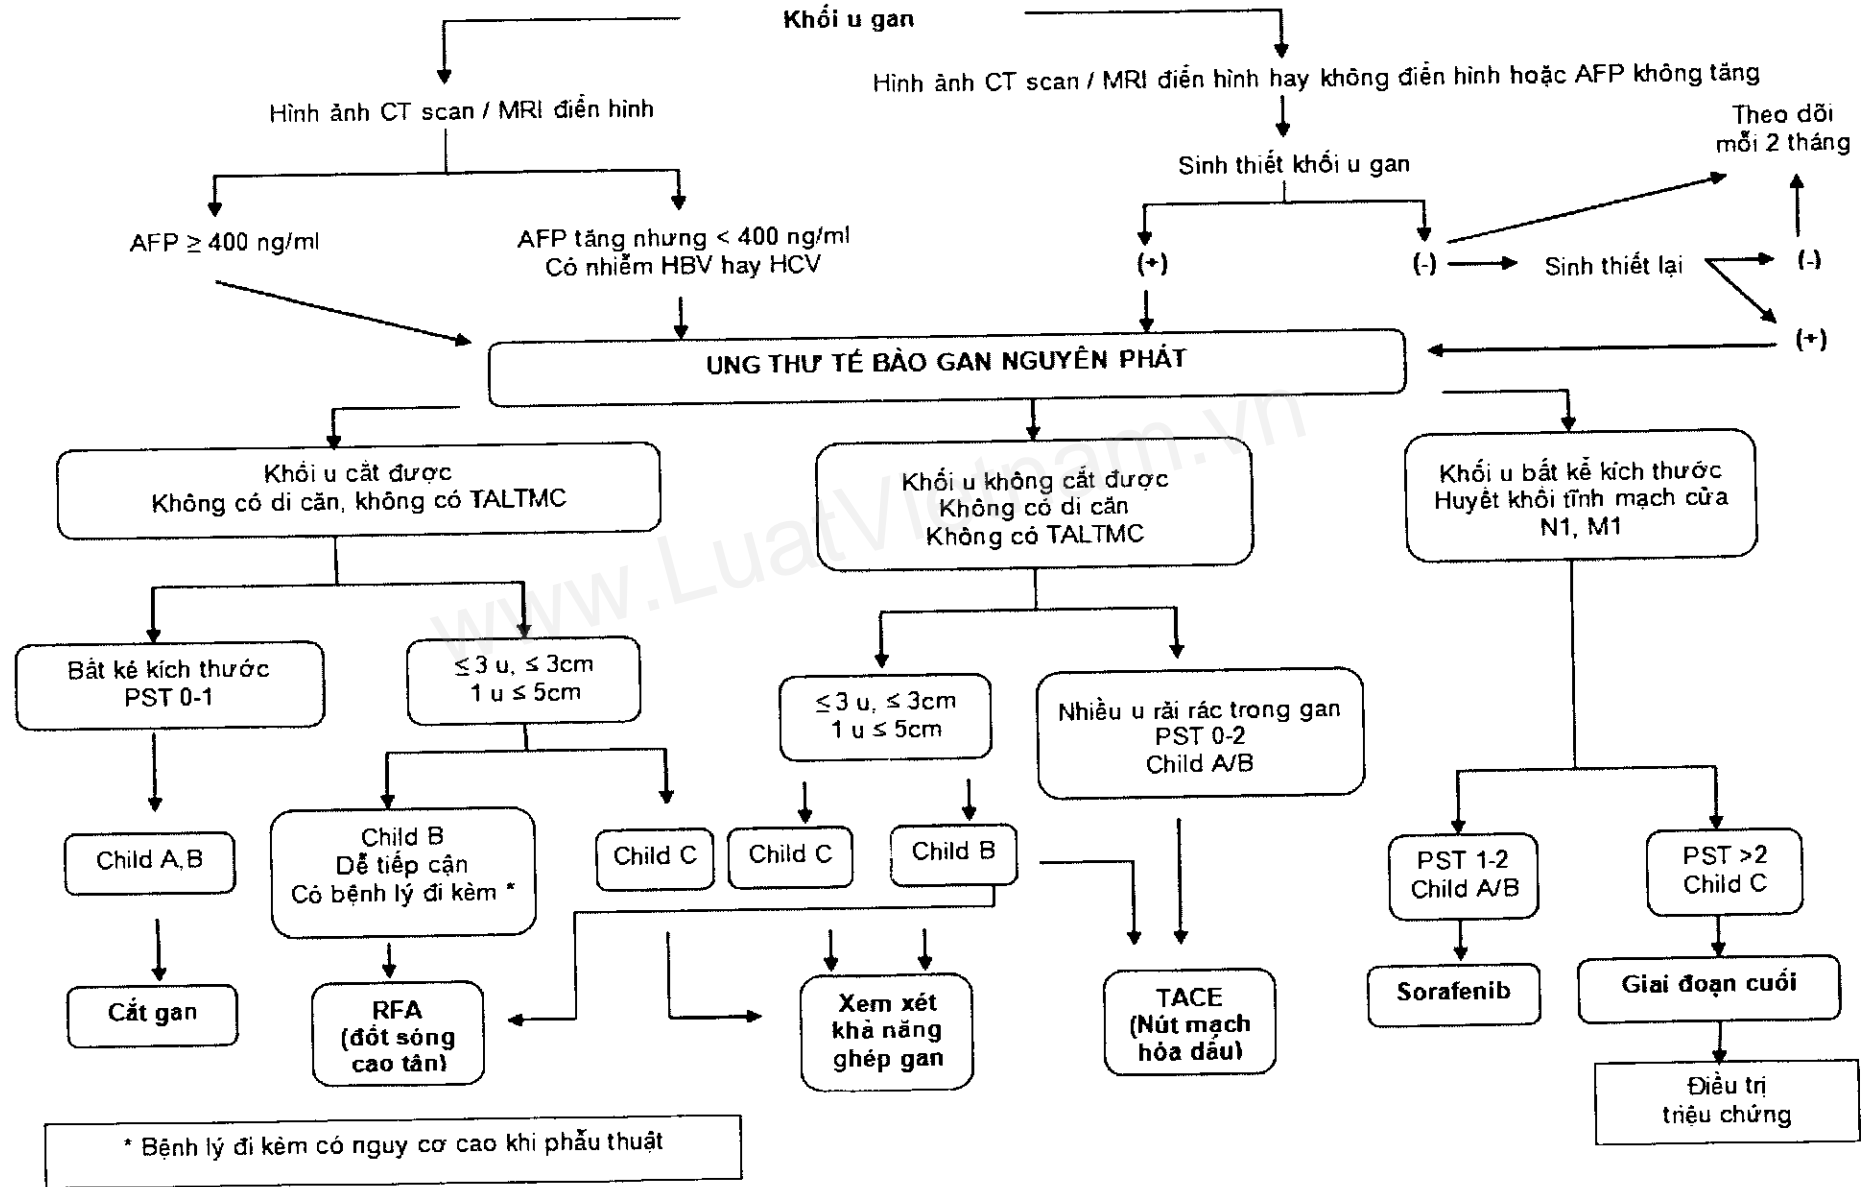 Khối u gan
Hình ảnh CT scan / MRI điển hình
Hình ảnh CT scan / MRI điển hình hay không điển hình hoặc AFP không tăng
Theo dõi
mỗi 2 tháng
Sinh thiết khối u gan
AFP ≥ 400 ng/ml
AFP tăng nhưng < 400 ng/ml
Có nhiễm HBV hay HCV
(+)
(-)
Sinh thiết lại
(-)
(+)
UNG THƯ TẾ BÀO GAN NGUYÊN PHÁT
Khối u cắt được
Không có di căn, không có TALTMC
Khối u không cắt được
Không có di căn
Không có TALTMC
Khối u bất kể kích thước
Huyết khối tĩnh mạch cửa
N1, M1
Bất kể kích thước
PST 0-1
≤ 3 u, ≤ 3cm
1 u ≤ 5cm
≤ 3 u, ≤ 3cm
1 u ≤ 5cm
Nhiều u rải rác trong gan
PST 0-2
Child A/B
Child A,B
Child B
Dễ tiếp cận
Có bệnh lý đi kèm *
Child C
Child C
Child B
PST 1-2
Child A/B
PST >2
Child C
Cắt gan
RFA
(đốt sóng
cao tần)
Xem xét
khả năng
ghép gan
TACE
(Nút mạch
hóa dầu)
Sorafenib
Giai đoạn cuối
Điều trị
triệu chứng
* Bệnh lý đi kèm có nguy cơ cao khi phẫu thuật
www.LuatVietnam.vn